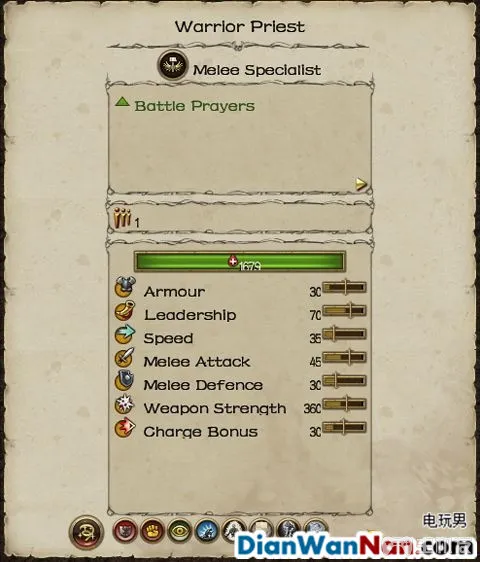 Warrior Priest
Melee Specialist
Battle Prayers
1
1679
Armour 30
Leadership 70
Speed 35
Melee Attack 45
Melee Defence 30
Weapon Strength 360
Charge Bonus 30
电玩男
DianWanNan.com